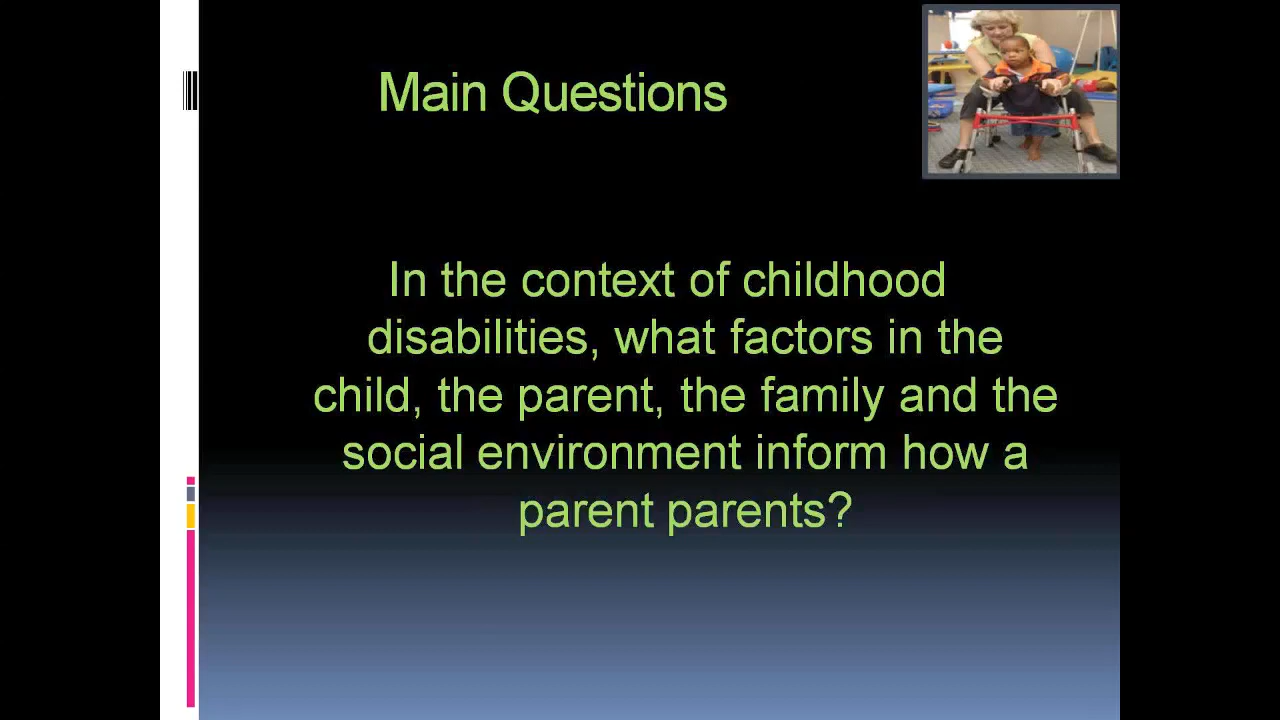 Main Questions
In the context of childhood
disabilities, what factors in the
child, the parent, the family and the
social environment inform how a
parent parents?